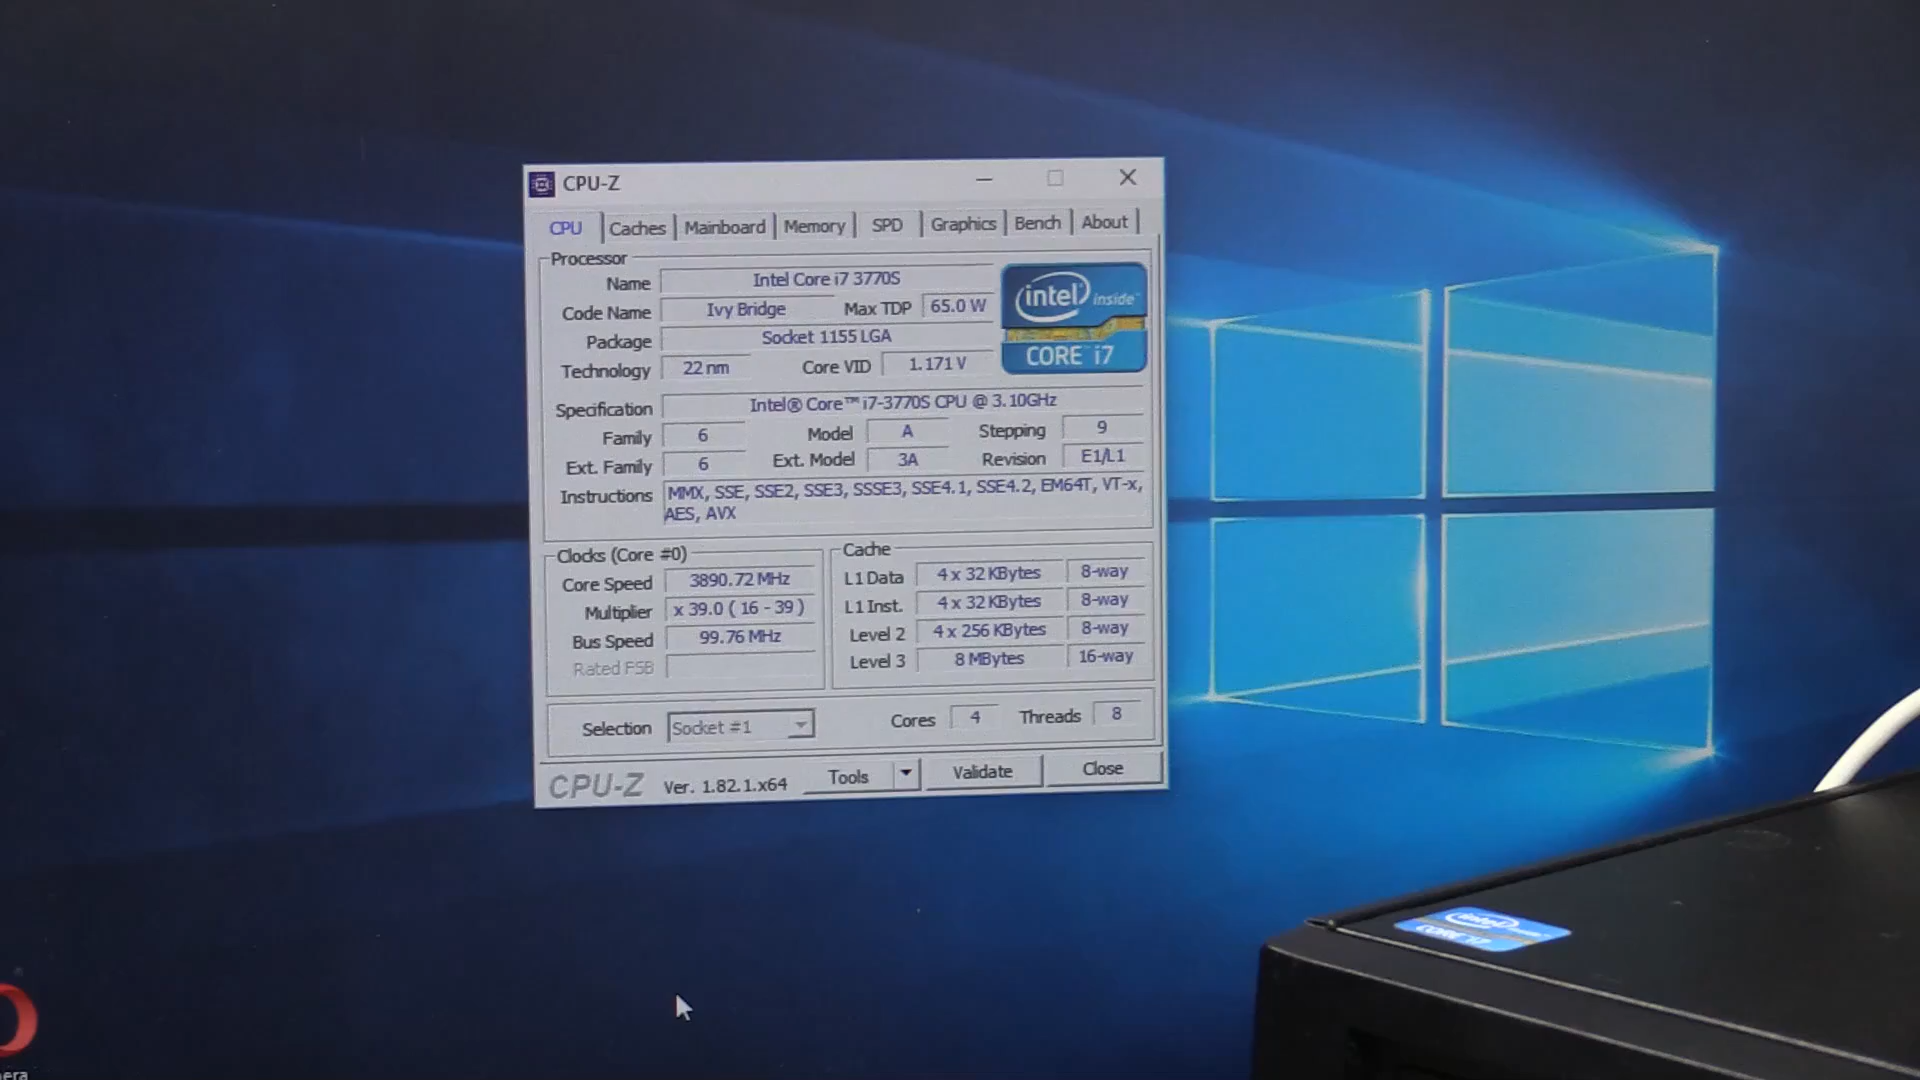 CPU-Z
CPU Caches Mainboard Memory SPD Graphics Bench About
Processor
Name Intel Core i7 3770S
Code Name Ivy Bridge Max TDP 65.0 W
Package Socket 1155 LGA
Technology 22 nm Core VID 1.171 V
intel inside™
CORE™ i7
Specification Intel® Core™ i7-3770S CPU @ 3.10GHz
Family 6 Model A Stepping 9
Ext. Family 6 Ext. Model 3A Revision E1/L1
Instructions MMX, SSE, SSE2, SSE3, SSSE3, SSE4.1, SSE4.2, EM64T, VT-x,
AES, AVX
Clocks (Core #0)
Core Speed 3890.72 MHz
Multiplier x 39.0 ( 16 - 39 )
Bus Speed 99.76 MHz
Rated FSB
Cache
L1 Data 4 x 32 KBytes 8-way
L1 Inst. 4 x 32 KBytes 8-way
Level 2 4 x 256 KBytes 8-way
Level 3 8 MBytes 16-way
Selection Socket #1 Cores 4 Threads 8
CPU-Z Ver. 1.82.1.x64 Tools Validate Close
intel inside
CORE i7